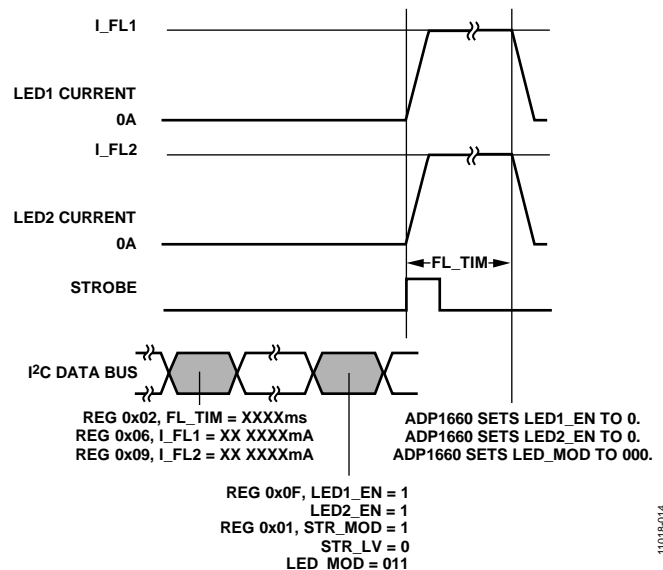 I_FL1
LED1 CURRENT
0A
I_FL2
LED2 CURRENT
0A
FL_TIM
STROBE
I²C DATA BUS
REG 0x02, FL_TIM = XXXXms
REG 0x06, I_FL1 = XX XXXXmA
REG 0x09, I_FL2 = XX XXXXmA
ADP1660 SETS LED1_EN TO 0.
ADP1660 SETS LED2_EN TO 0.
ADP1660 SETS LED_MOD TO 000.
REG 0x0F, LED1_EN = 1
LED2_EN = 1
REG 0x01, STR_MOD = 1
STR_LV = 0
LED_MOD = 011
11018-014